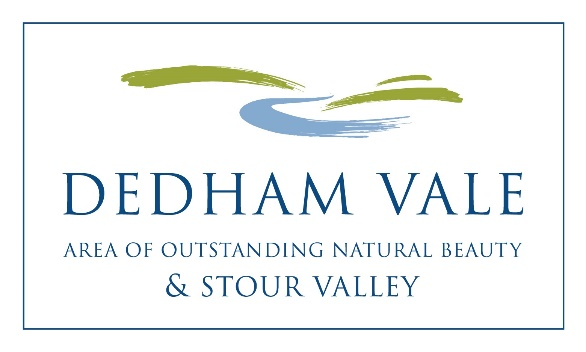 DEDHAM VALE
AREA OF OUTSTANDING NATURAL BEAUTY
& STOUR VALLEY